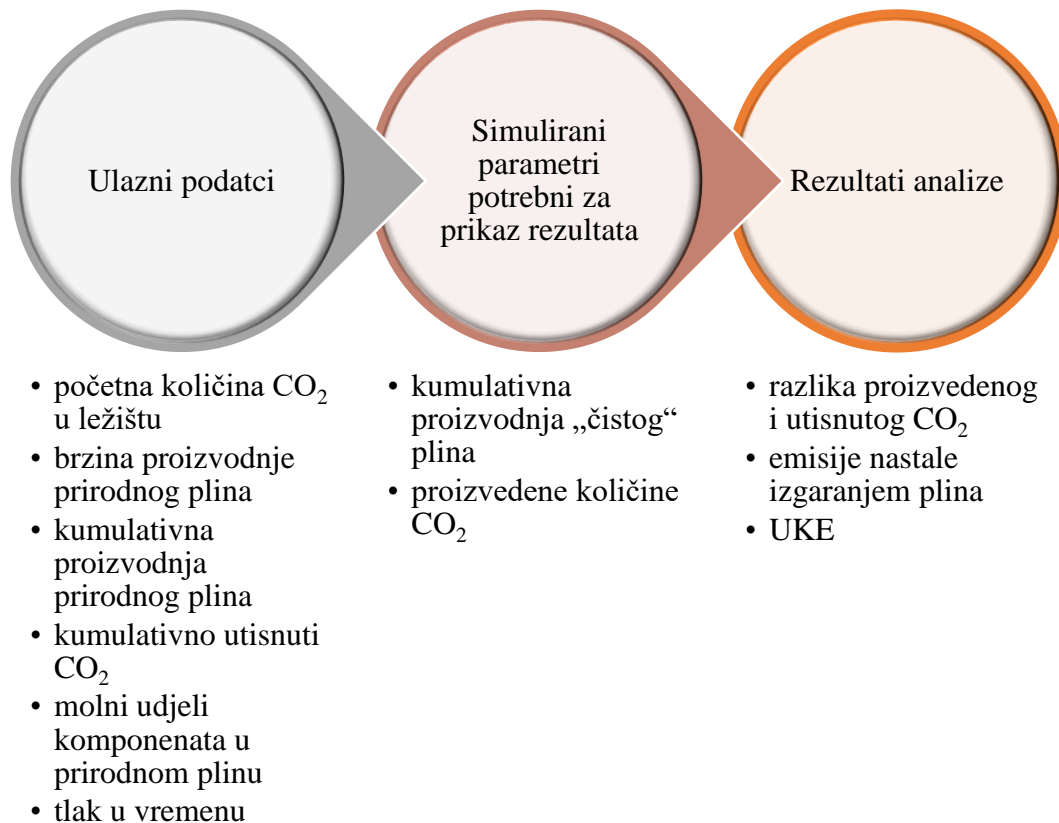 Ulazni podatci
Simulirani
parametri
potrebni za
prikaz rezultata
Rezultati analize
• početna količina CO₂
u ležištu
• brzina proizvodnje
prirodnog plina
• kumulativna
proizvodnja
prirodnog plina
• kumulativno utisnuti
CO₂
• molni udjeli
komponenata u
prirodnom plinu
• tlak u vremenu
• kumulativna
proizvodnja „čistog“
plina
• proizvedene količine
CO₂
• razlika proizvedenog
i utisnutog CO₂
• emisije nastale
izgaranjem plina
• UKE